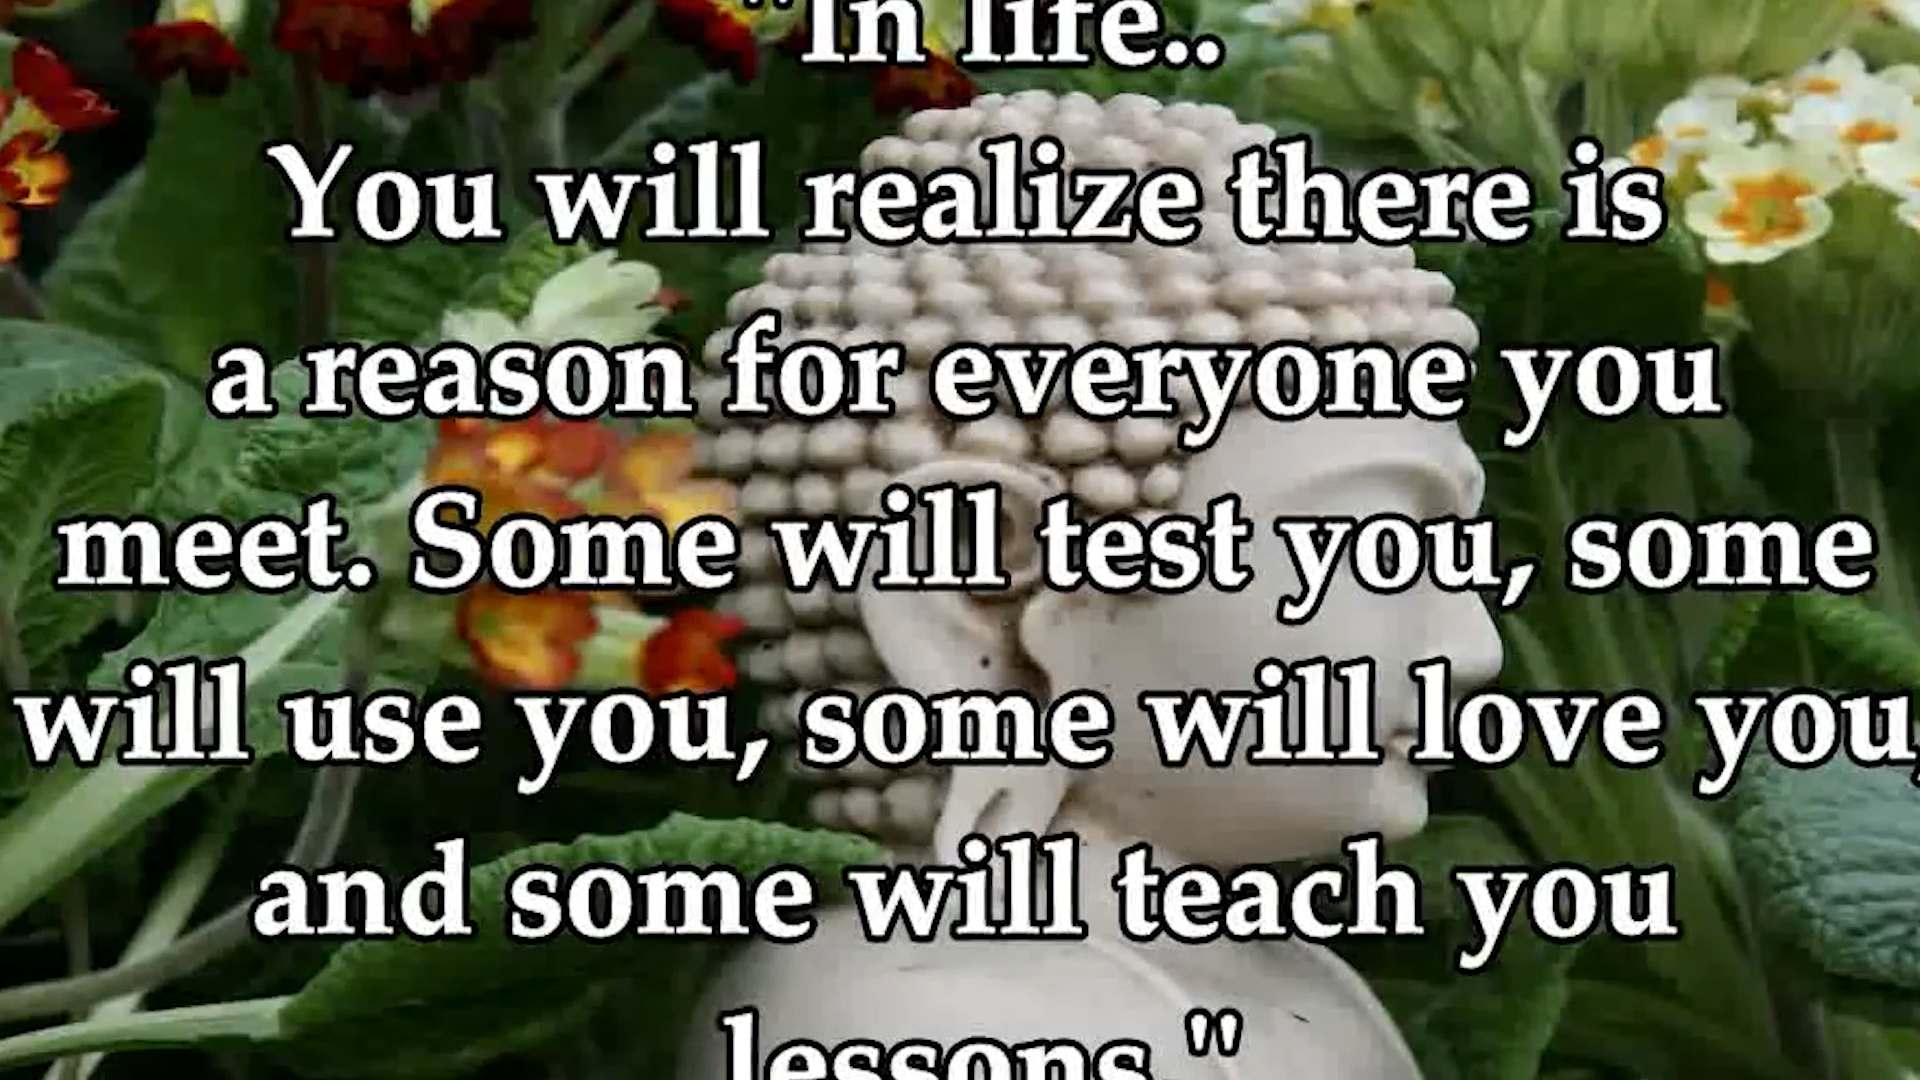 "In life..
You will realize there is
a reason for everyone you
meet. Some will test you, some
will use you, some will love you,
and some will teach you
lessons."